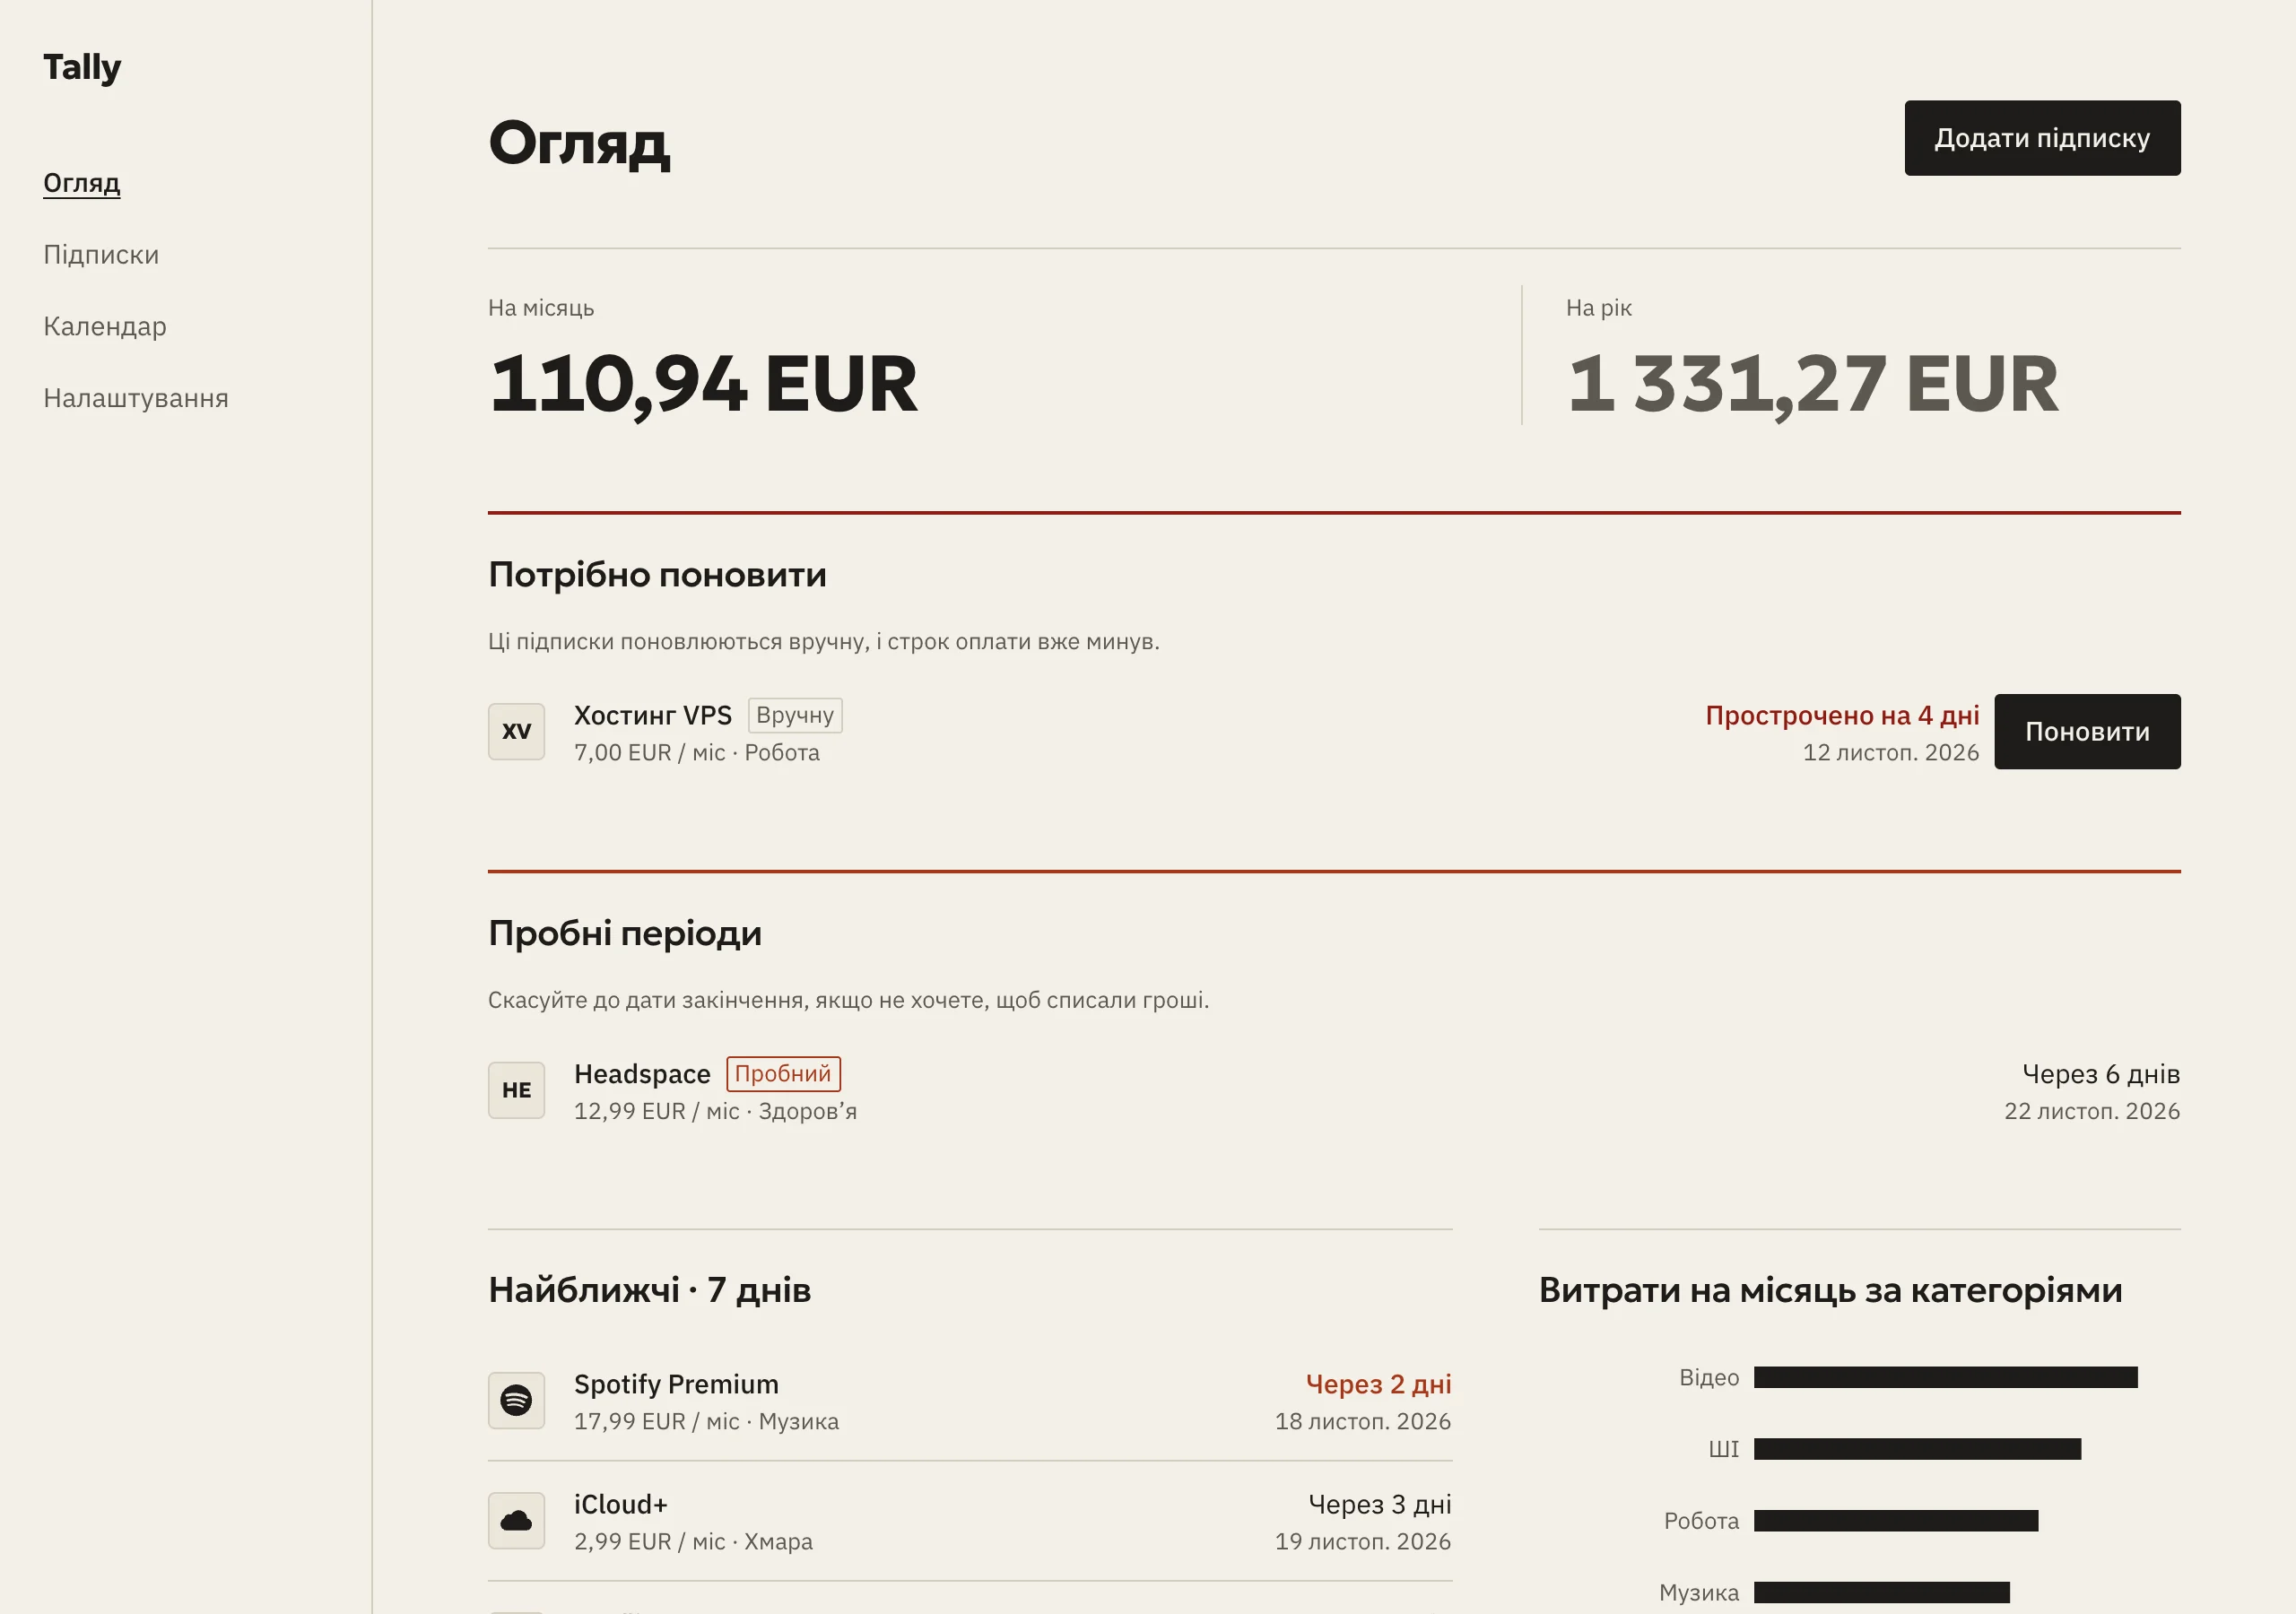 Tally
Огляд
Підписки
Календар
Налаштування
Огляд
Додати підписку
На місяць
110,94 EUR
На рік
1 331,27 EUR
Потрібно поновити
Ці підписки поновлюються вручну, і строк оплати вже минув.
XV
Хостинг VPS
Вручну
7,00 EUR / міс · Робота
Прострочено на 4 дні
12 листоп. 2026
Поновити
Пробні періоди
Скасуйте до дати закінчення, якщо не хочете, щоб списали гроші.
HE
Headspace
Пробний
12,99 EUR / міс · Здоров’я
Через 6 днів
22 листоп. 2026
Найближчі · 7 днів
Spotify Premium
17,99 EUR / міс · Музика
Через 2 дні
18 листоп. 2026
iCloud+
2,99 EUR / міс · Хмара
Через 3 дні
19 листоп. 2026
Витрати на місяць за категоріями
Відео
ШІ
Робота
Музика